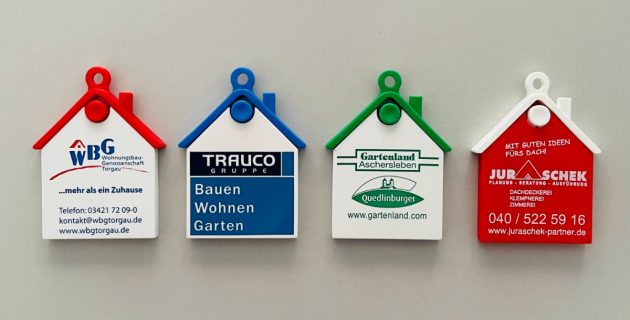 WBG
Wohnungsbau-
Genossenschaft
Torgau
...mehr als ein Zuhause
Telefon: 03421 72 09-0
kontakt@wbgtorgau.de
www.wbgtorgau.de
TRAUCO
GRUPPE
Bauen
Wohnen
Garten
Gartenland
Aschersleben
Quedlinburger
www.gartenland.com
MIT GUTEN IDEEN
FÜRS DACH!
JURASCHEK
PLANUNG - BERATUNG - AUSFÜHRUNG
DACHDECKEREI
KLEMPNEREI
ZIMMEREI
040 / 522 59 16
www.juraschek-partner.de